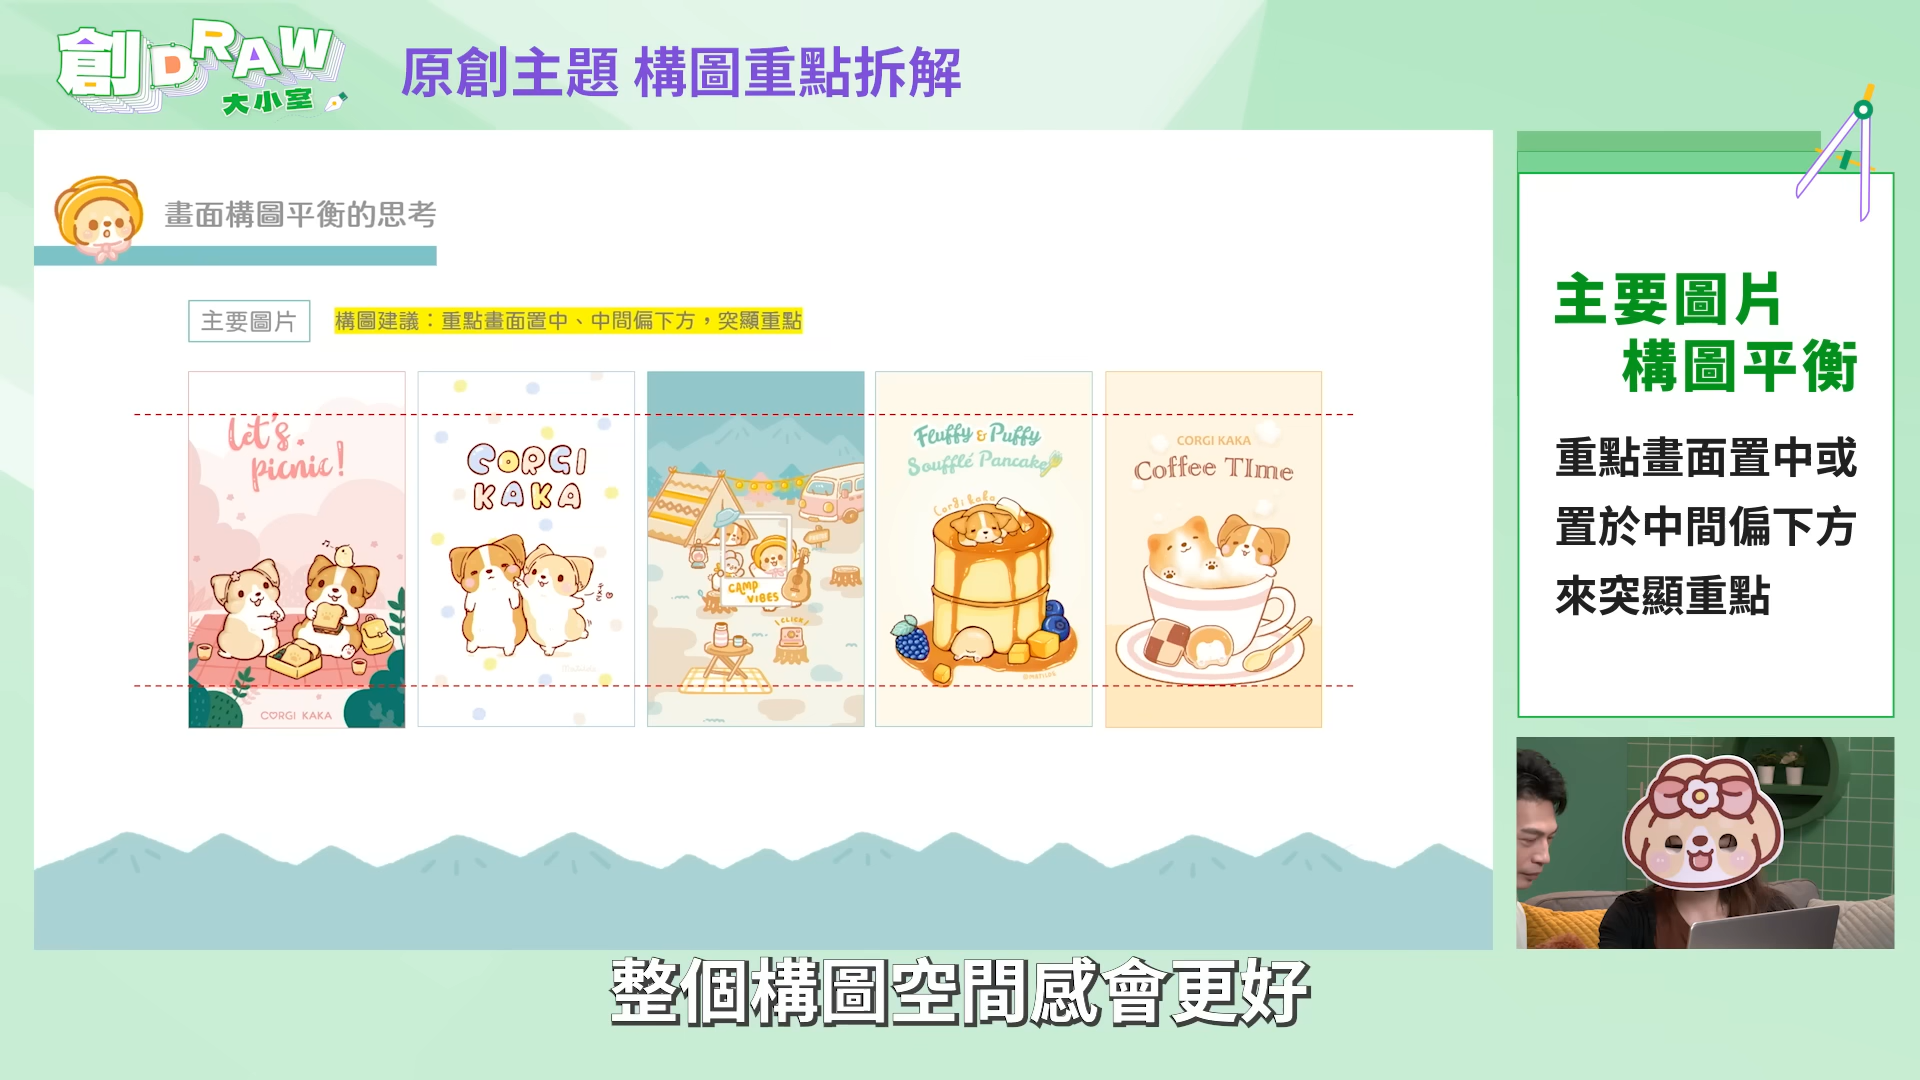 創DRAW
大小室
原創主題 構圖重點拆解
畫面構圖平衡的思考
主要圖片
構圖建議：重點畫面置中、中間偏下方，突顯重點
let's
picnic!
CORGI KAKA
CORGI
KAKA
CAMP
VIBES
CLICK!
Fluffy & Puffy
Soufflé Pancake
Corgi kaka
CORGI KAKA
Coffee TIme
主要圖片
構圖平衡
重點畫面置中或
置於中間偏下方
來突顯重點
整個構圖空間感會更好